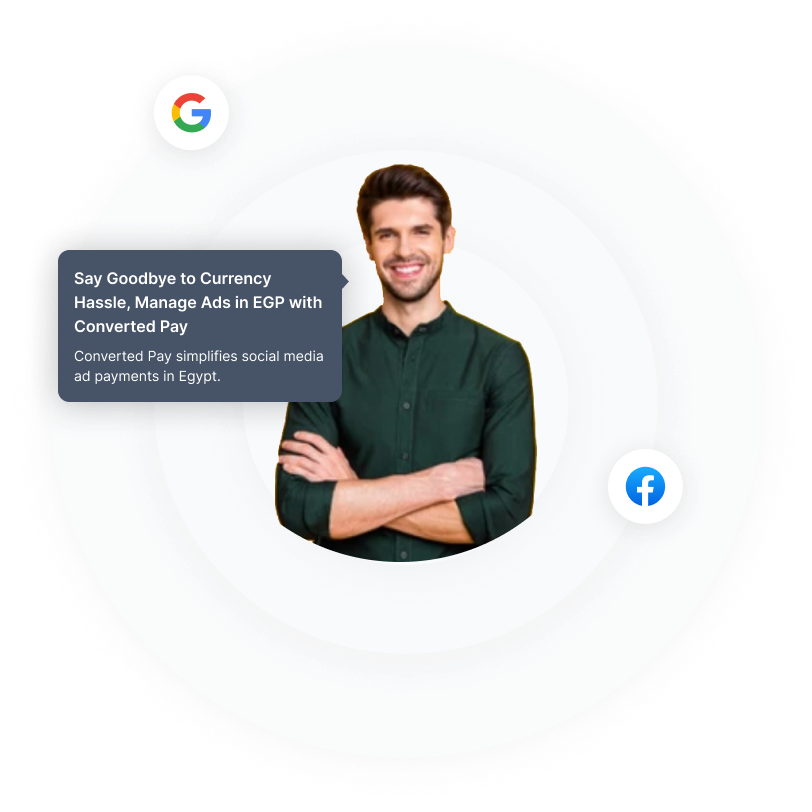 Say Goodbye to Currency
Hassle, Manage Ads in EGP with
Converted Pay
Converted Pay simplifies social media
ad payments in Egypt.